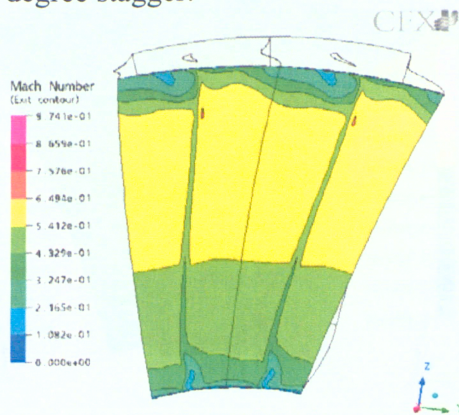 degree stagger.
CFX
Mach Number
(Exit contour)
9.741e-01
8.659e-01
7.576e-01
6.494e-01
5.412e-01
4.329e-01
3.247e-01
2.165e-01
1.082e-01
0.000e+00
Z